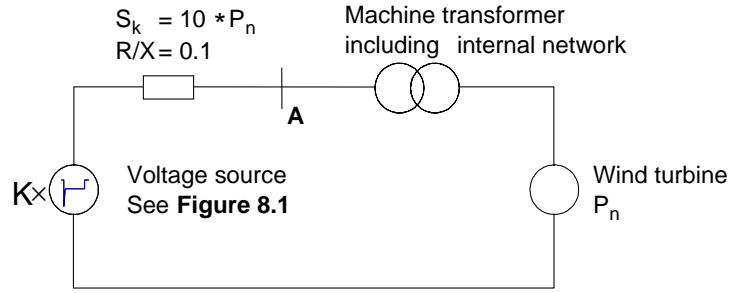 S_k = 10 * P_n
R/X = 0.1
Machine transformer
including internal network
A
K×
Voltage source
See Figure 8.1
Wind turbine
P_n